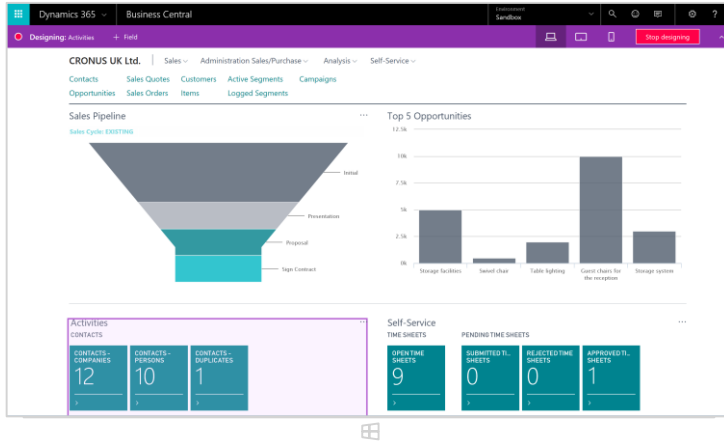 Dynamics 365 Business Central Environment Sandbox ?
Designing: Activities + Field Stop designing
CRONUS UK Ltd. Sales Administration Sales/Purchase Analysis Self-Service
Contacts Sales Quotes Customers Active Segments Campaigns
Opportunities Sales Orders Items Logged Segments
Sales Pipeline ...
Sales Cycle: EXISTING
Initial
Presentation
Proposal
Sign Contract
Top 5 Opportunities
12.5k
10k
7.5k
5k
2.5k
0k
Storage facilities Swivel chair Table lighting Guest chairs for the reception Storage system
Activities ...
CONTACTS
CONTACTS - COMPANIES
12
CONTACTS - PERSONS
10
CONTACTS - DUPLICATES
1
Self-Service ...
TIME SHEETS PENDING TIME SHEETS
OPEN TIME SHEETS
9
SUBMITTED TI... SHEETS
0
REJECTED TIME SHEETS
0
APPROVED TI... SHEETS
1